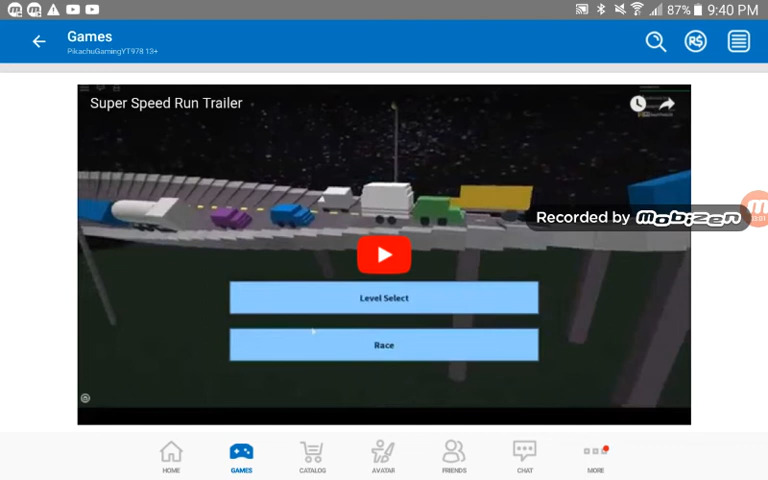 87% 9:40 PM
Games
PikachuGamingYT978 13+
R$
Super Speed Run Trailer
Recorded by MOBIZEN
Level Select
Race
HOME
GAMES
CATALOG
AVATAR
FRIENDS
CHAT
MORE